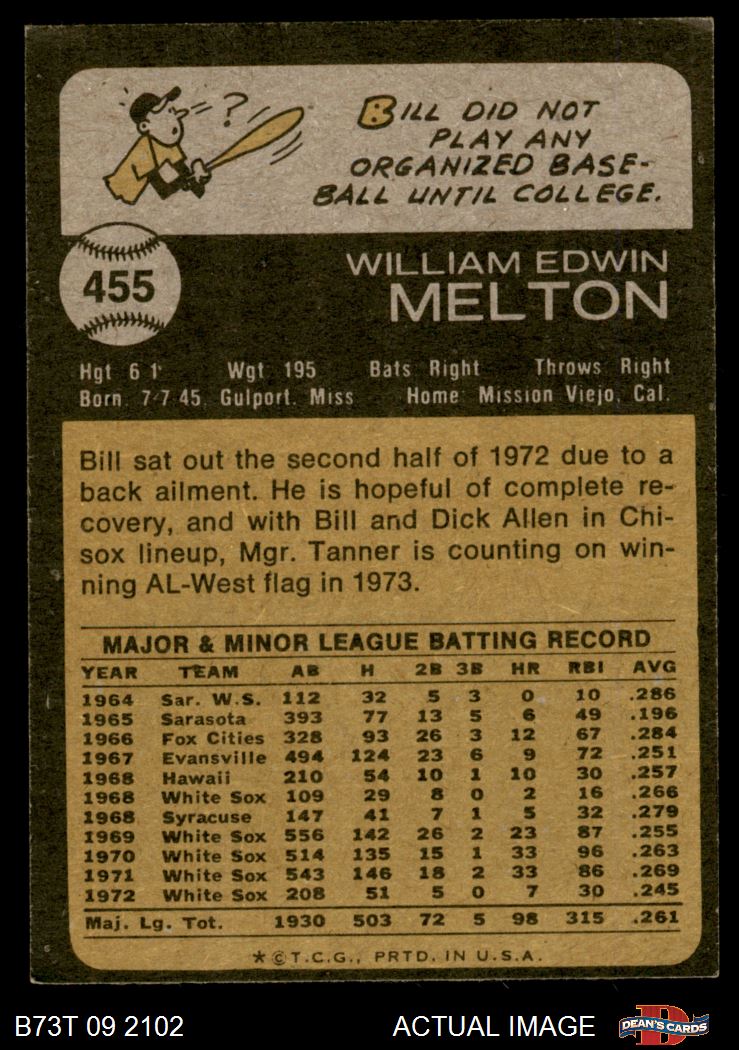 ?
BILL DID NOT
PLAY ANY
ORGANIZED BASE-
BALL UNTIL COLLEGE.
455
WILLIAM EDWIN
MELTON
Hgt 6 1" Wgt 195 Bats Right Throws Right
Born 7-7-45 Gulport, Miss Home Mission Viejo, Cal.
Bill sat out the second half of 1972 due to a
back ailment. He is hopeful of complete re-
covery, and with Bill and Dick Allen in Chi-
sox lineup, Mgr. Tanner is counting on win-
ning AL-West flag in 1973.
MAJOR & MINOR LEAGUE BATTING RECORD
YEAR TEAM AB H 2B 3B HR RBI AVG
1964 Sar. W.S. 112 32 5 3 0 10 .286
1965 Sarasota 393 77 13 5 6 49 .196
1966 Fox Cities 328 93 26 3 12 67 .284
1967 Evansville 494 124 23 6 9 72 .251
1968 Hawaii 210 54 10 1 10 30 .257
1968 White Sox 109 29 8 0 2 16 .266
1968 Syracuse 147 41 7 1 5 32 .279
1969 White Sox 556 142 26 2 23 87 .255
1970 White Sox 514 135 15 1 33 96 .263
1971 White Sox 543 146 18 2 33 86 .269
1972 White Sox 208 51 5 0 7 30 .245
Maj. Lg. Tot. 1930 503 72 5 98 315 .261
*©T.C.G., PRTD. IN U.S.A.
B73T 09 2102 ACTUAL IMAGE D DEAN'S CARDS